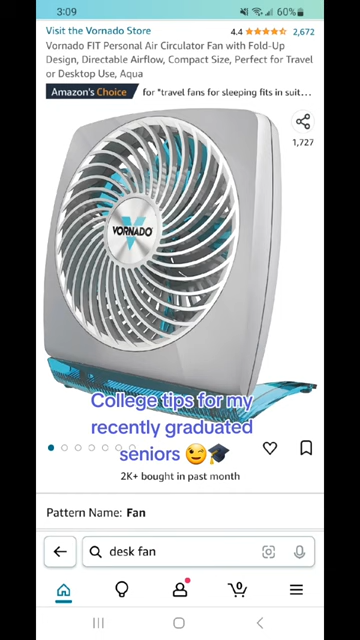 3:09
60%
Visit the Vornado Store
4.4 2,672
Vornado FIT Personal Air Circulator Fan with Fold-Up
Design, Directable Airflow, Compact Size, Perfect for Travel
or Desktop Use, Aqua
Amazon's Choice for "travel fans for sleeping fits in suit...
1,727
VORNADO
College tips for my
recently graduated
seniors 😉🎓
2K+ bought in past month
Pattern Name: Fan
desk fan
0